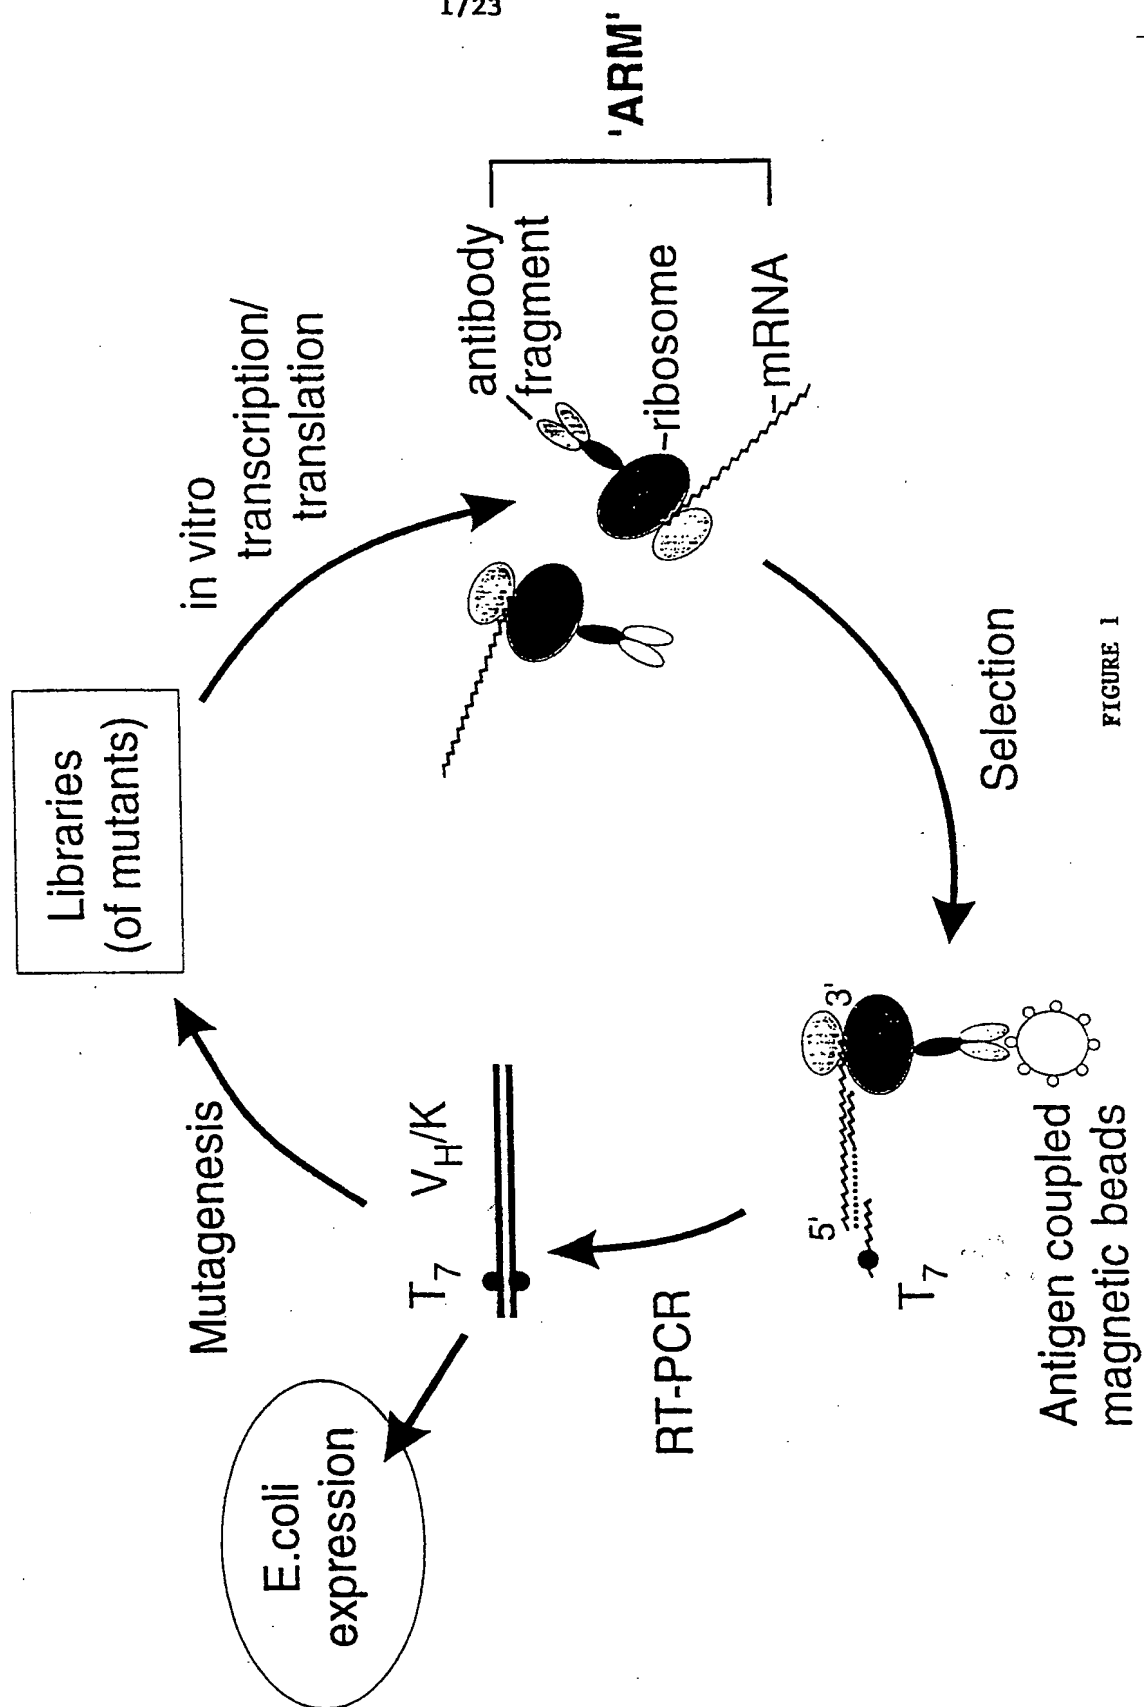 1/23
Libraries
(of mutants)
in vitro
transcription/
translation
antibody
fragment
-ribosome
-mRNA
'ARM'
Selection
3'
5'
T7
Antigen coupled
magnetic beads
RT-PCR
T7 VH/K
Mutagenesis
E.coli
expression
FIGURE 1